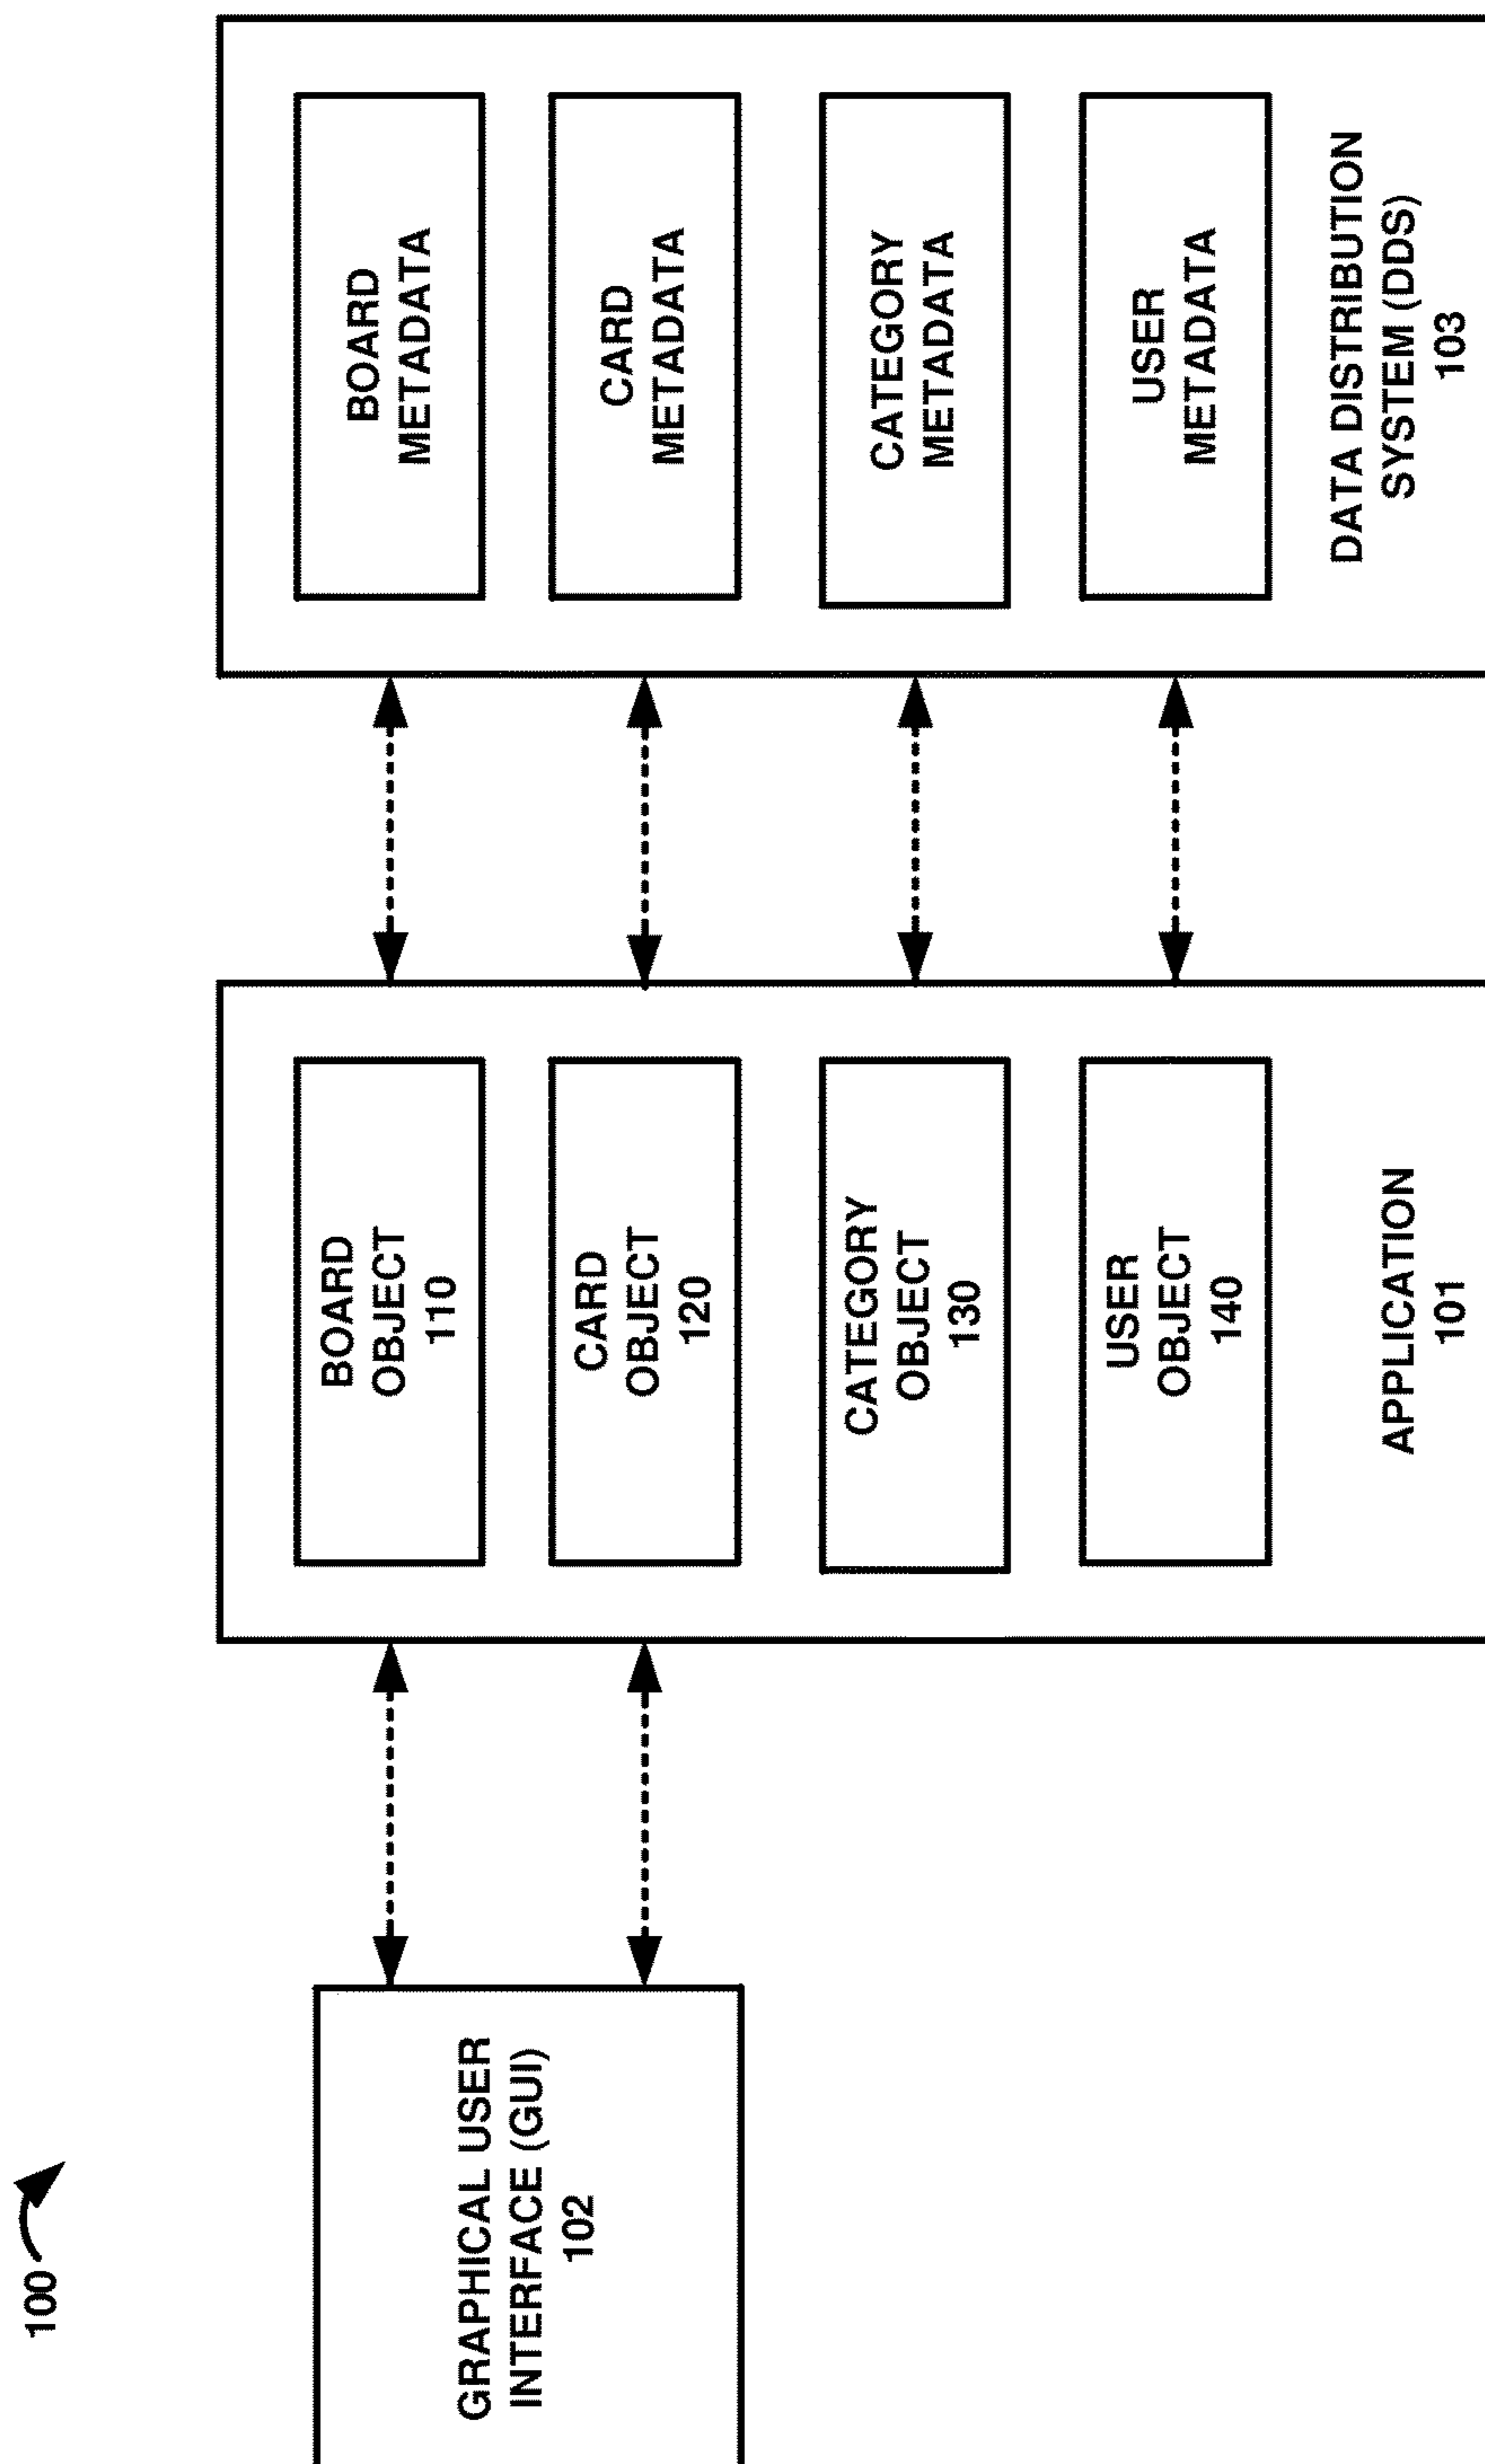 100
GRAPHICAL USER
INTERFACE (GUI)
102
BOARD
OBJECT
110
CARD
OBJECT
120
CATEGORY
OBJECT
130
USER
OBJECT
140
APPLICATION
101
BOARD
METADATA
CARD
METADATA
CATEGORY
METADATA
USER
METADATA
DATA DISTRIBUTION
SYSTEM (DDS)
103